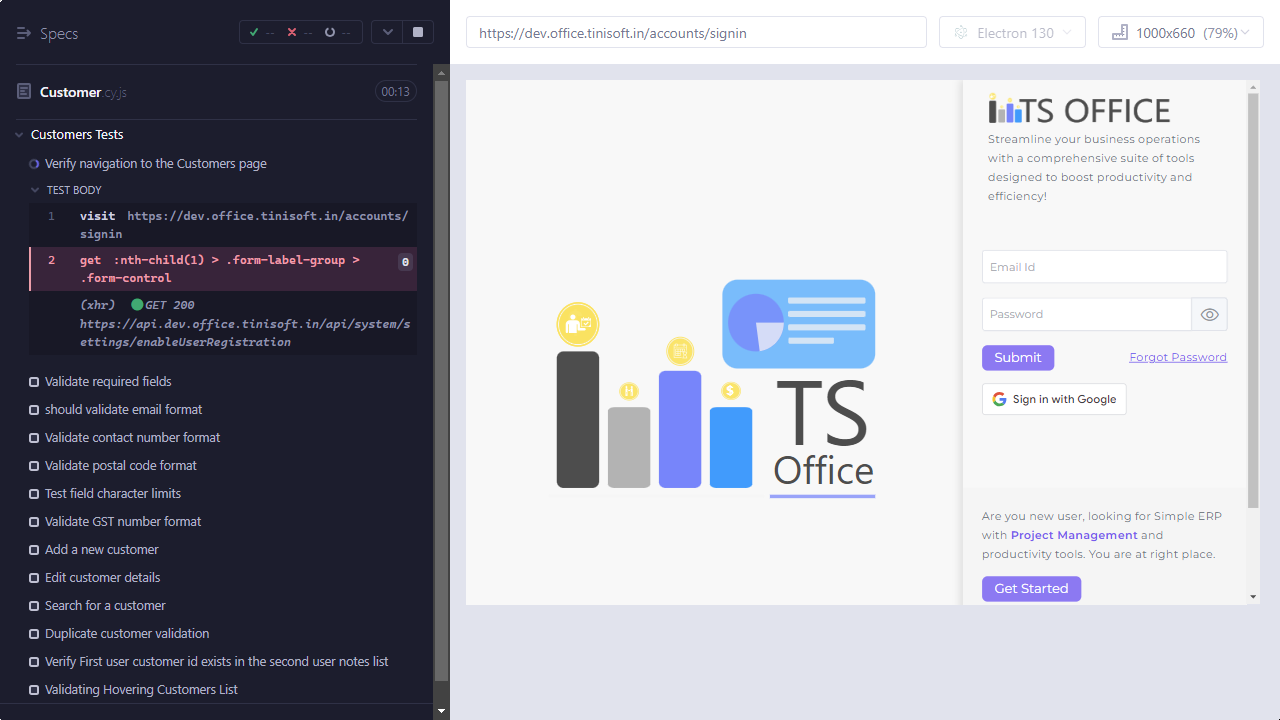 Specs
--
--
--
Customer.cy.js
00:13
Customers Tests
Verify navigation to the Customers page
TEST BODY
1 visit https://dev.office.tinisoft.in/accounts/
signin
2 get :nth-child(1) > .form-label-group >
.form-control
0
(xhr) GET 200
https://api.dev.office.tinisoft.in/api/system/s
ettings/enableUserRegistration
Validate required fields
should validate email format
Validate contact number format
Validate postal code format
Test field character limits
Validate GST number format
Add a new customer
Edit customer details
Search for a customer
Duplicate customer validation
Verify First user customer id exists in the second user notes list
Validating Hovering Customers List
https://dev.office.tinisoft.in/accounts/signin
Electron 130
1000x660 (79%)
H
$
TS
Office
TS OFFICE
Streamline your business operations
with a comprehensive suite of tools
designed to boost productivity and
efficiency!
Email Id
Password
Submit
Forgot Password
Sign in with Google
Are you new user, looking for Simple ERP
with Project Management and
productivity tools. You are at right place.
Get Started